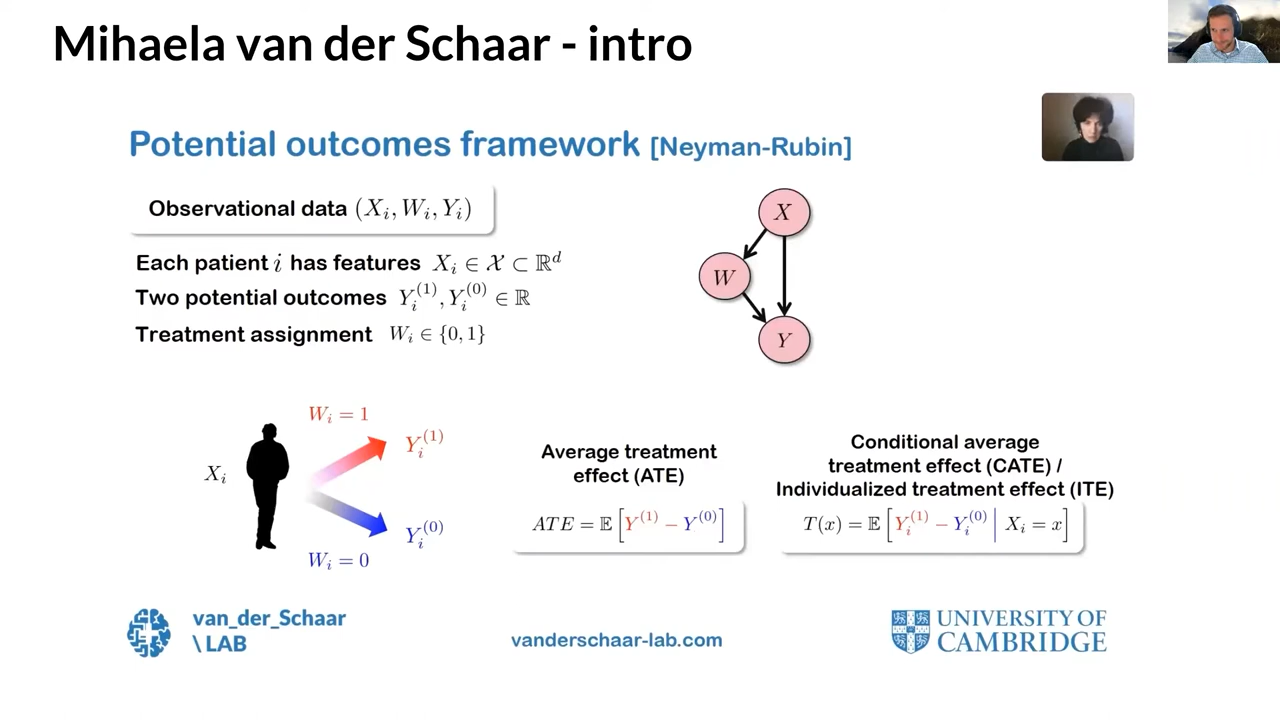 Mihaela van der Schaar - intro
Potential outcomes framework [Neyman-Rubin]
Observational data (X_i, W_i, Y_i)
Each patient i has features X_i ∈ 𝒳 ⊂ ℝ^d
Two potential outcomes Y_i^(1), Y_i^(0) ∈ ℝ
Treatment assignment W_i ∈ {0, 1}
X
W
Y
W_i = 1
Y_i^(1)
X_i
Y_i^(0)
W_i = 0
Average treatment
effect (ATE)
ATE = 𝔼[Y^(1) − Y^(0)]
Conditional average
treatment effect (CATE) /
Individualized treatment effect (ITE)
T(x) = 𝔼[Y_i^(1) − Y_i^(0) | X_i = x]
van_der_Schaar
\ LAB
vanderschaar-lab.com
UNIVERSITY OF
CAMBRIDGE